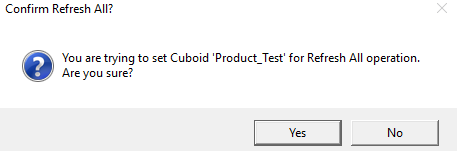 Confirm Refresh All?
You are trying to set Cuboid 'Product_Test' for Refresh All operation.
Are you sure?
Yes
No